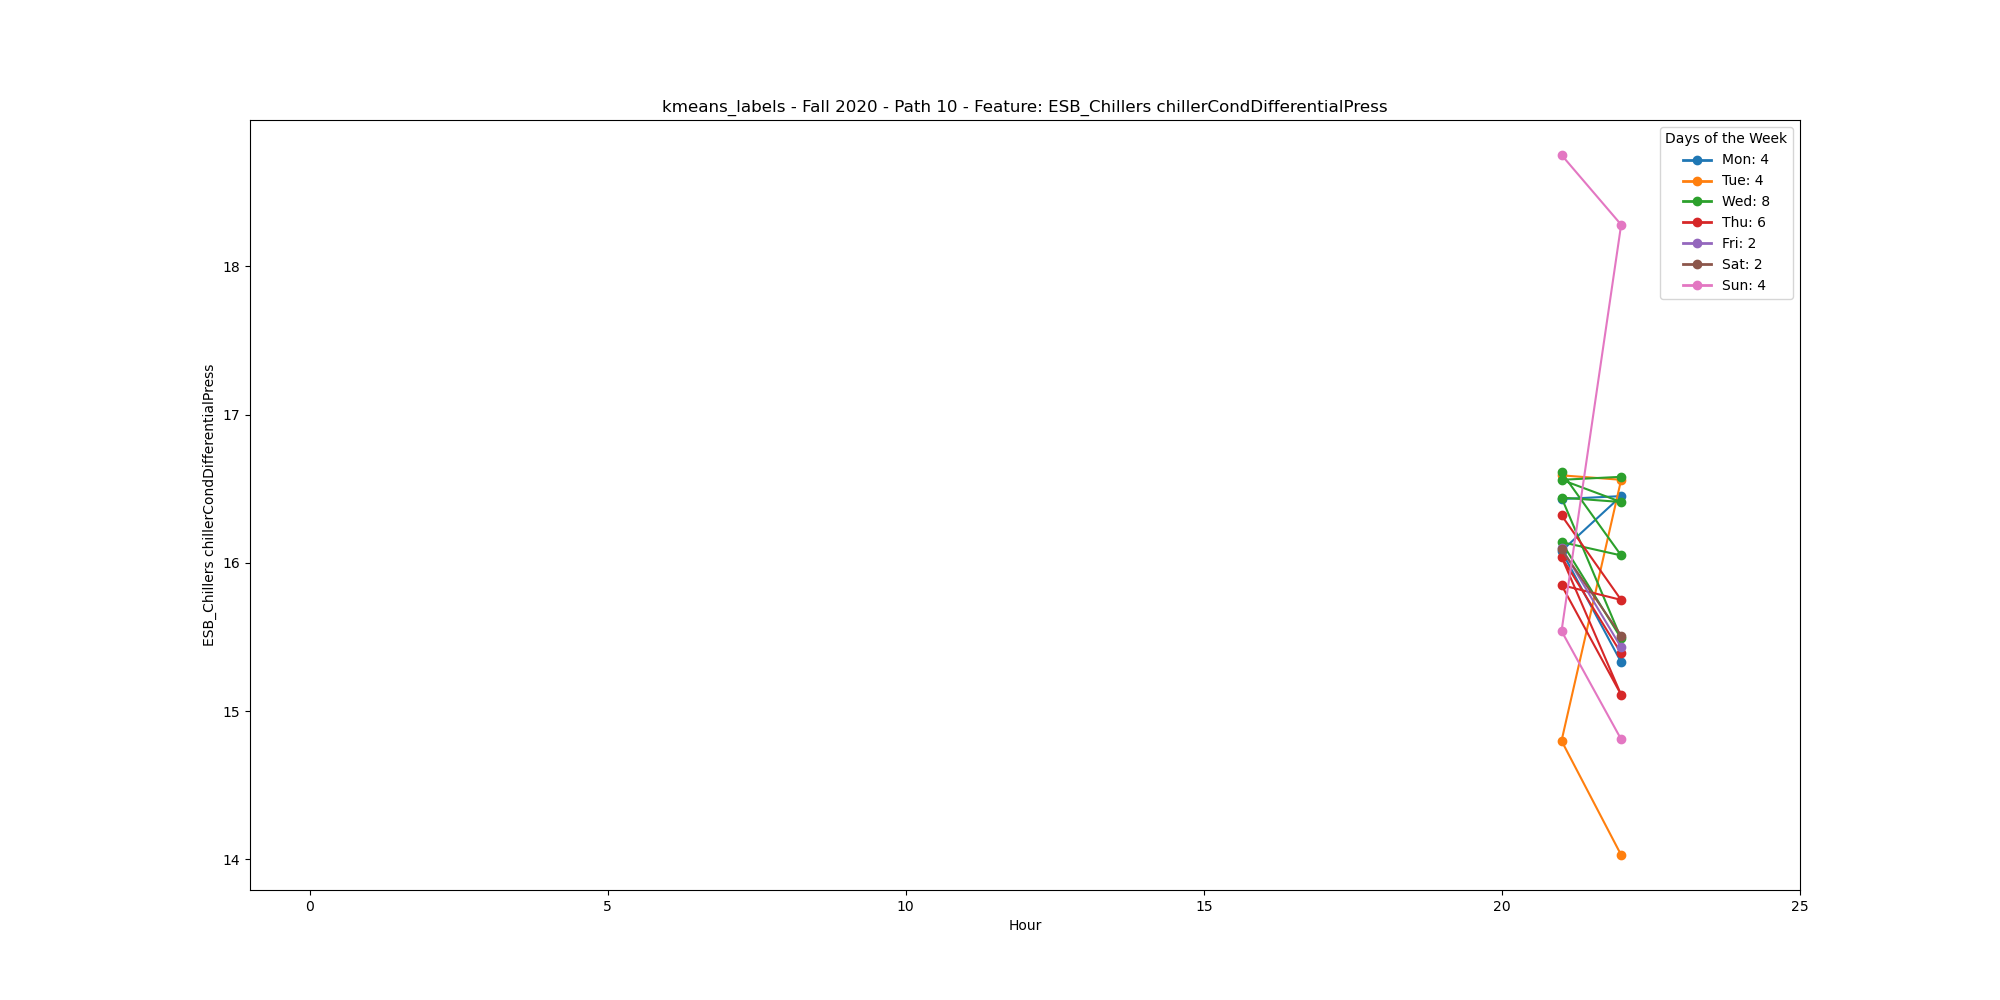 kmeans_labels - Fall 2020 - Path 10 - Feature: ESB_Chillers chillerCondDifferentialPress
Days of the Week
Mon: 4
Tue: 4
Wed: 8
Thu: 6
Fri: 2
Sat: 2
Sun: 4
ESB_Chillers chillerCondDifferentialPress
18
17
16
15
14
0 5 10 15 20 25
Hour